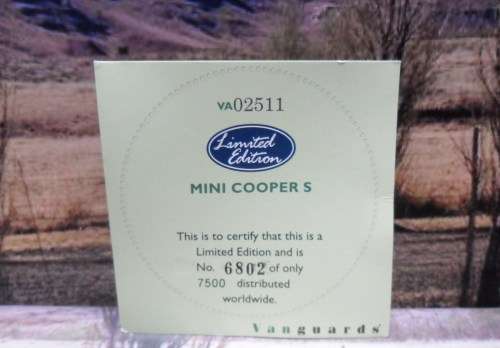 VA02511
Limited
Edition
MINI COOPER S
This is to certify that this is a
Limited Edition and is
No. 6802 of only
7500 distributed
worldwide.
Vanguards